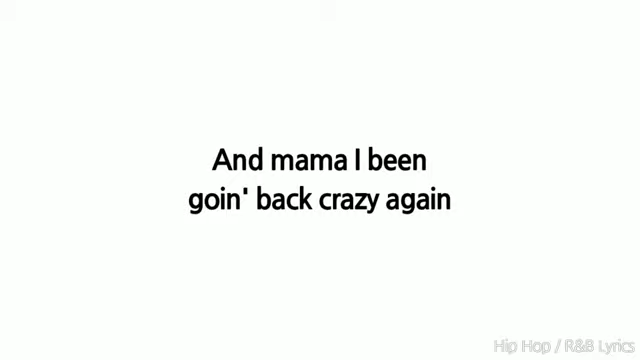 And mama I been
goin' back crazy again
Hip Hop / R&B Lyrics